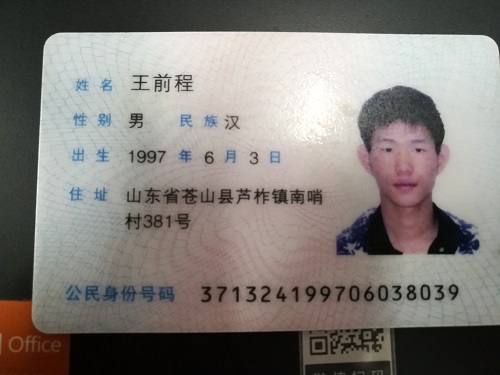 姓名 王前程
性别 男 民族 汉
出生 1997 年 6 月 3 日
住址 山东省苍山县芦柞镇南哨
村381号
公民身份号码 371324199706038039
Office